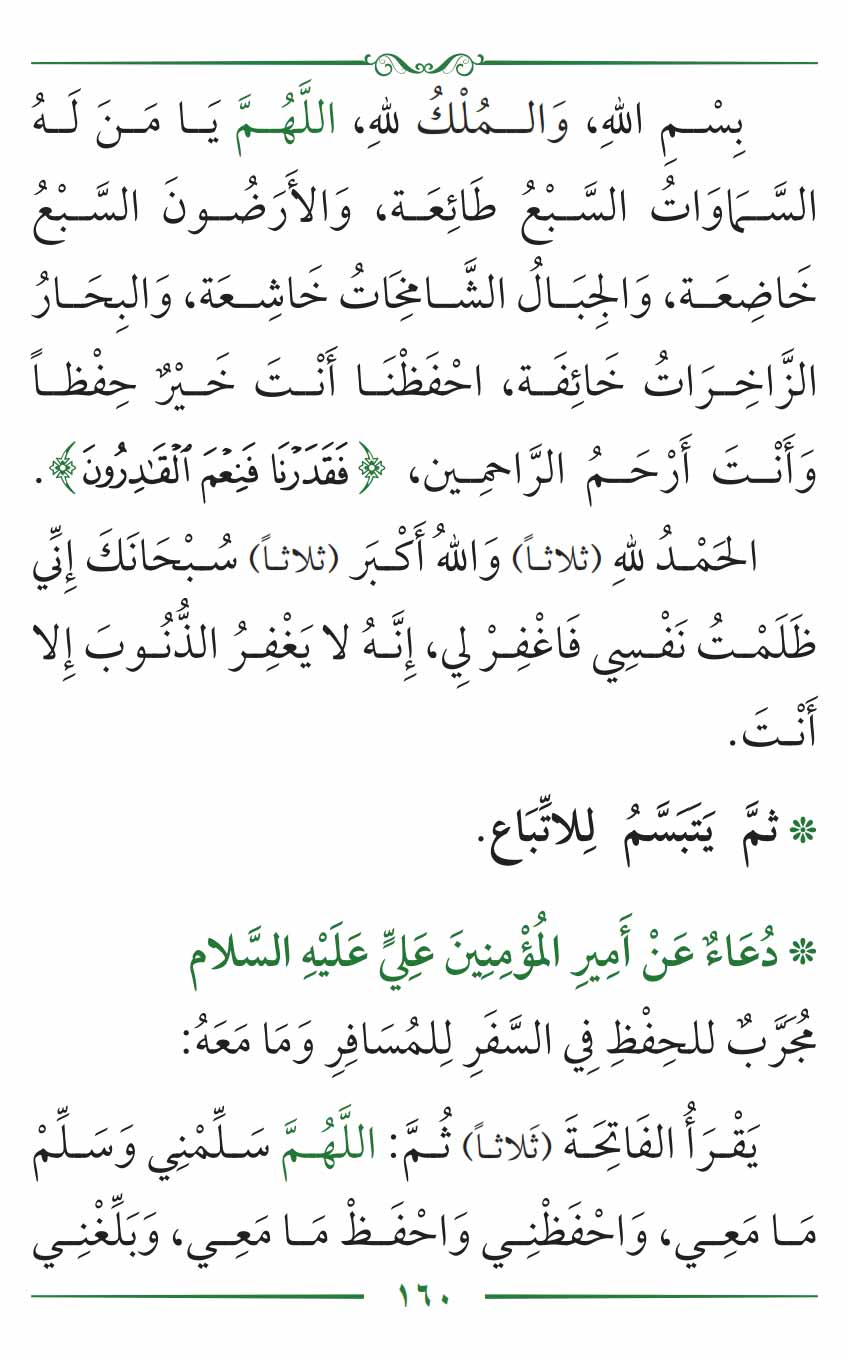 بِسْمِ اللهِ، وَالمُلْكُ للهِ، اللَّهُمَّ يَا مَنَ لَهُ
السَّمَاوَاتُ السَّبْعُ طَائِعَة، وَالأَرَضُونَ السَّبْعُ
خَاضِعَة، وَالجِبَالُ الشَّامِخَاتُ خَاشِعَة، وَالبِحَارُ
الزَّاخِرَاتُ خَائِفَة، احْفَظْنَا أَنْتَ خَيْرٌ حِفْظاً
وَأَنْتَ أَرْحَمُ الرَّاحمِين، ﴿فَقَدَرۡنَا فَنِعۡمَ ٱلۡقَٰدِرُونَ﴾.
الحَمْدُ للهِ (ثلاثاً) وَاللهُ أَكْبَر (ثلاثاً) سُبْحَانَكَ إِنِّي
ظَلَمْتُ نَفْسِي فَاغْفِرْ لِي، إِنَّهُ لا يَغْفِرُ الذُّنُوبَ إِلا
أَنْتَ.
❊ ثمَّ يَتَبَسَّمُ لِلاتِّبَاع.
❊ دُعَاءٌ عَنْ أَمِيرِ المُؤْمِنِينَ عَلِيٍّ عَلَيْهِ السَّلام
مُجَرَّبٌ للحِفْظِ فِي السَّفَرِ لِلمُسَافِرِ وَمَا مَعَهُ:
يَقْرَأُ الفَاتِحَةَ (ثَلاثاً) ثُمَّ: اللَّهُمَّ سَلِّمْنِي وَسَلِّمْ
مَا مَعِي، وَاحْفَظْنِي وَاحْفَظْ مَا مَعِي، وَبَلِّغْنِي
١٦٠